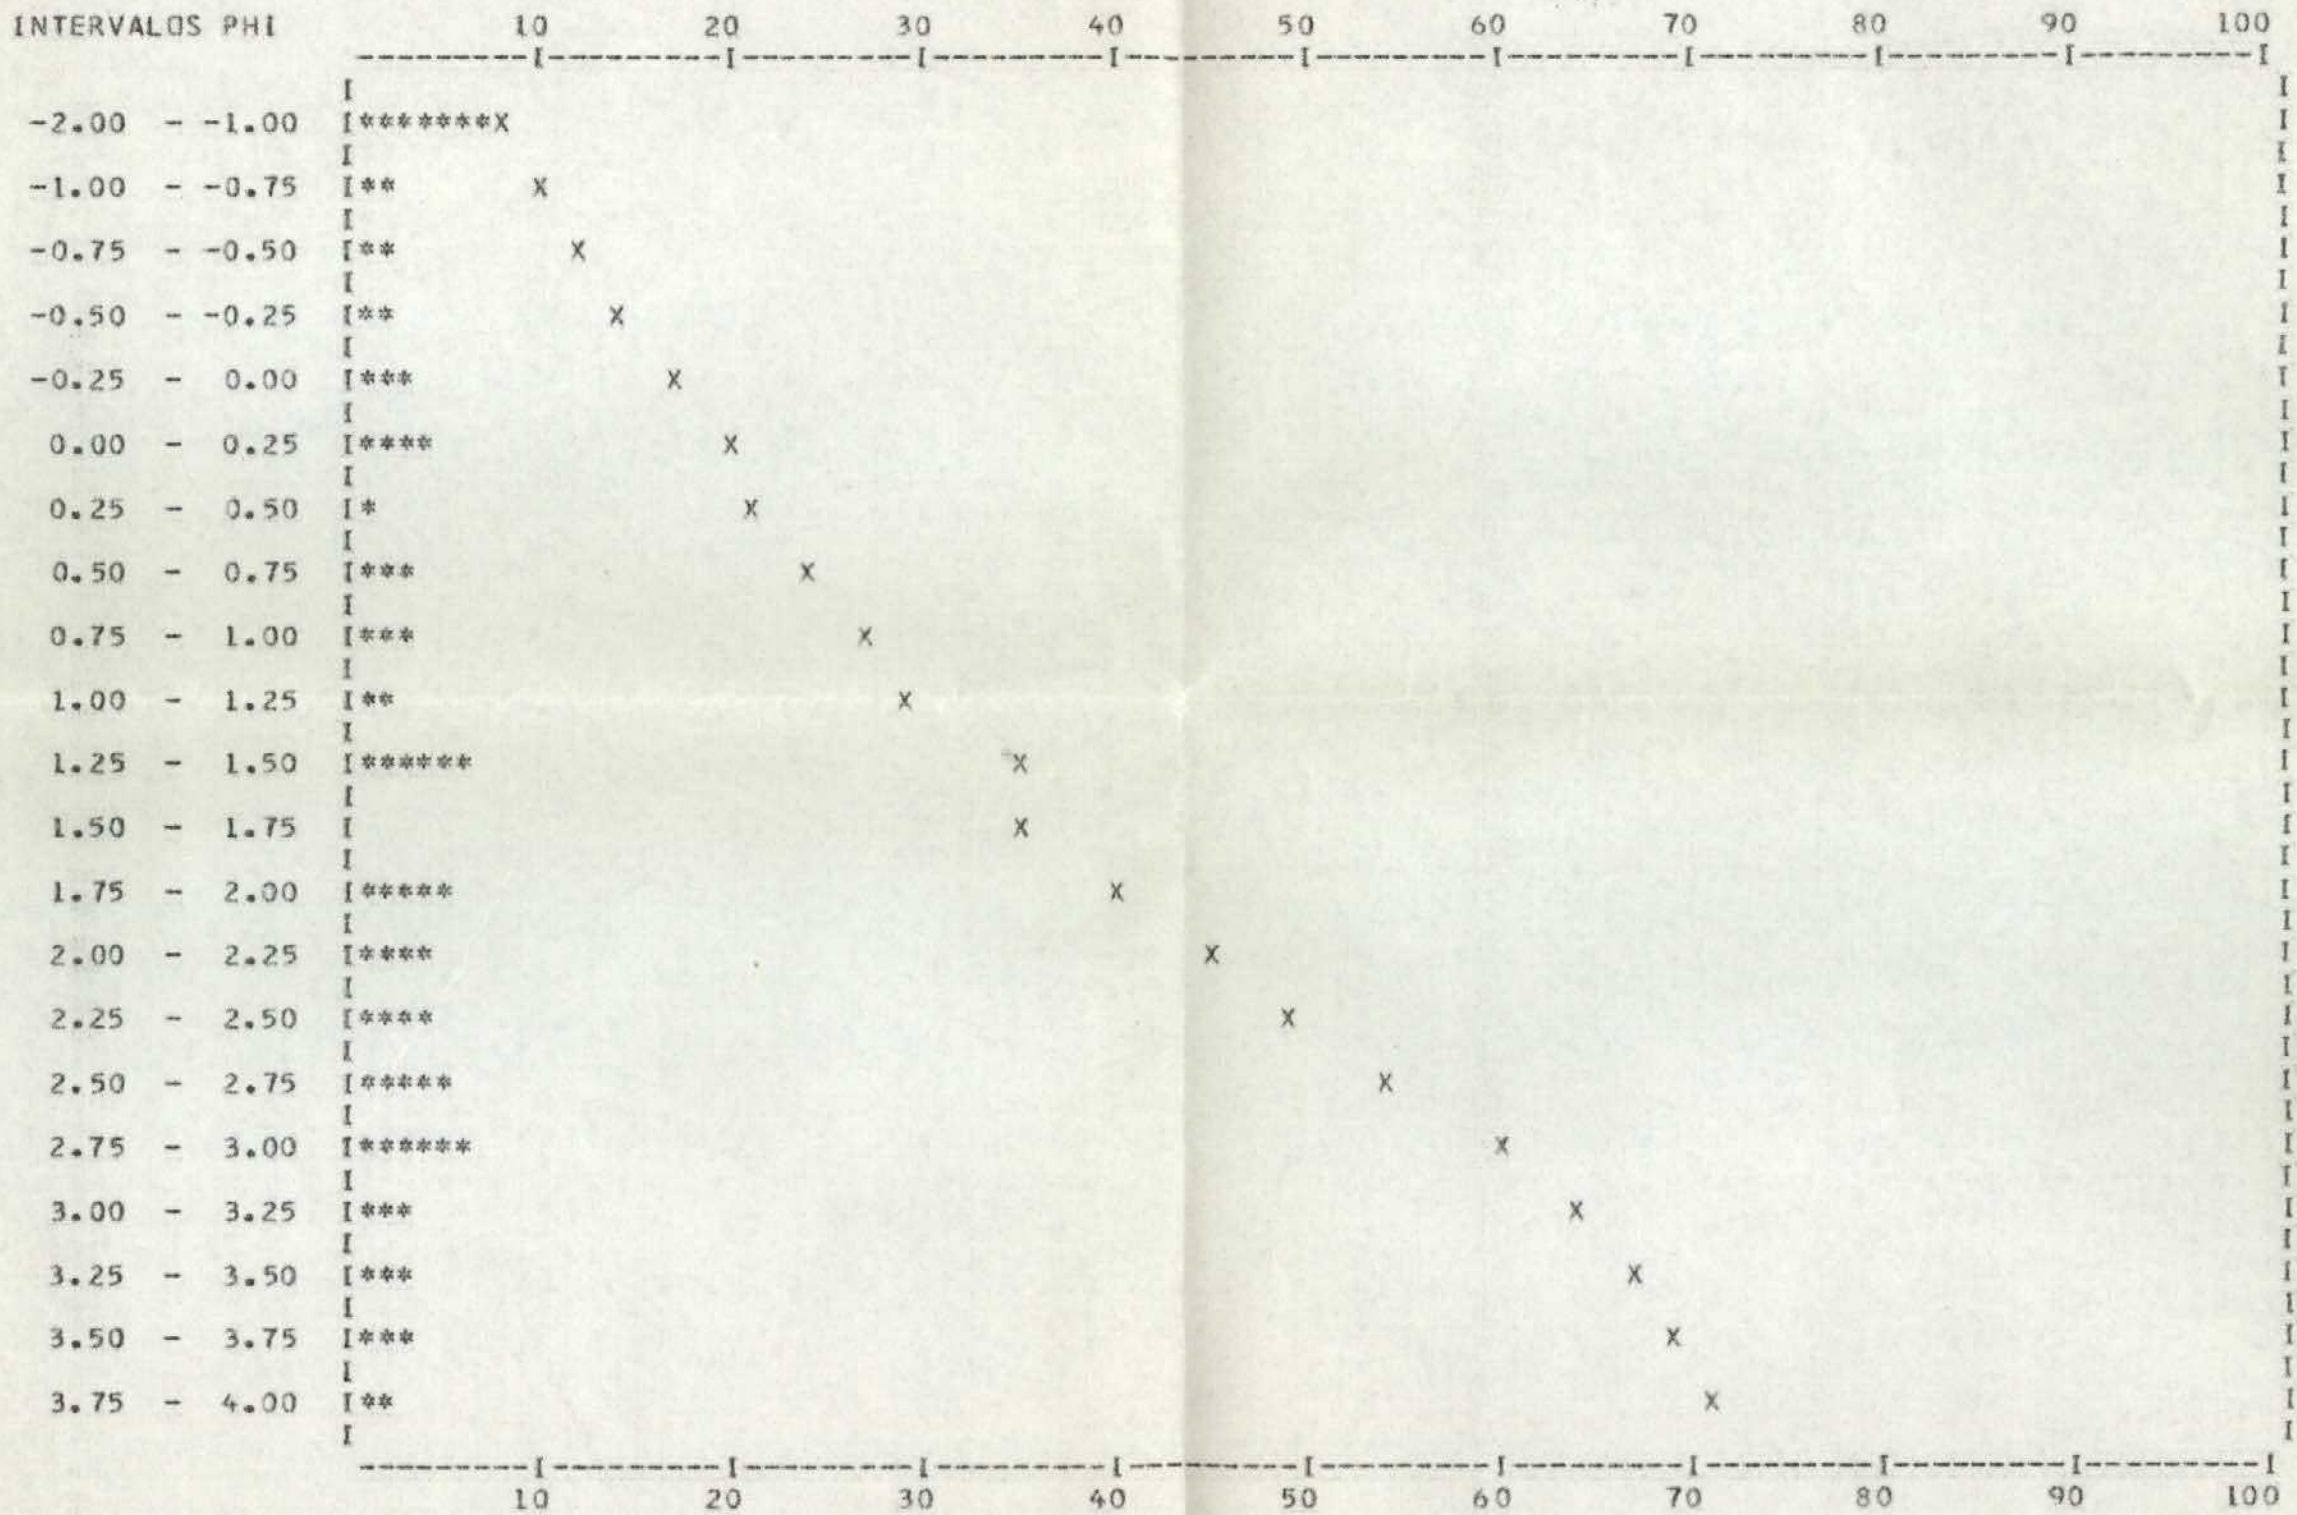 INTERVALOS PHI 10 20 30 40 50 60 70 80 90 100
---------I---------I---------I---------I---------I---------I---------I---------I---------I---------I
I I
-2.00 - -1.00 I*******X I
I I
-1.00 - -0.75 I** X I
I I
-0.75 - -0.50 I** X I
I I
-0.50 - -0.25 I** X I
I I
-0.25 - 0.00 I*** X I
I I
0.00 - 0.25 I**** X I
I I
0.25 - 0.50 I* X I
I I
0.50 - 0.75 I*** X I
I I
0.75 - 1.00 I*** X I
I I
1.00 - 1.25 I** X I
I I
1.25 - 1.50 I****** X I
I I
1.50 - 1.75 I X I
I I
1.75 - 2.00 I***** X I
I I
2.00 - 2.25 I**** X I
I I
2.25 - 2.50 I**** X I
I I
2.50 - 2.75 I***** X I
I I
2.75 - 3.00 I****** X I
I I
3.00 - 3.25 I*** X I
I I
3.25 - 3.50 I*** X I
I I
3.50 - 3.75 I*** X I
I I
3.75 - 4.00 I** X I
I I
---------I---------I---------I---------I---------I---------I---------I---------I---------I---------I
10 20 30 40 50 60 70 80 90 100